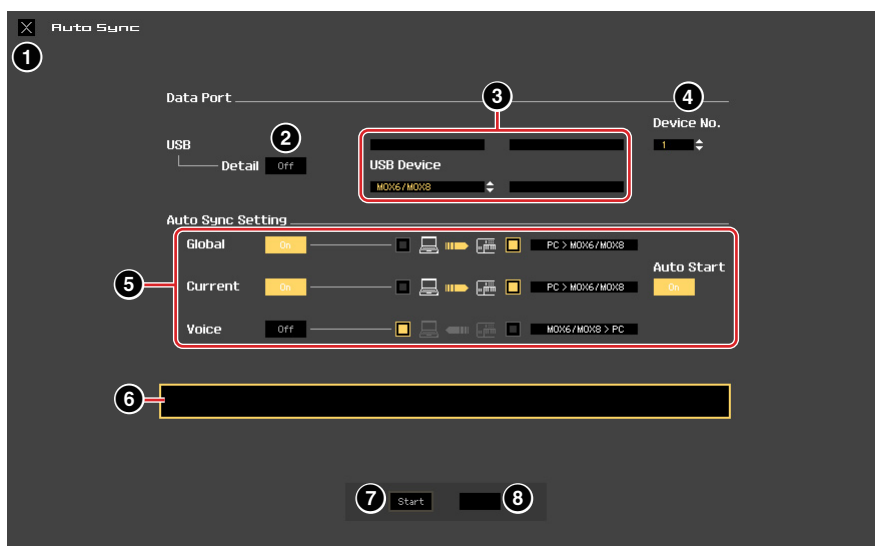 Auto Sync
1
Data Port
3
4
Device No.
USB
2
1
Detail
Off
USB Device
MOX6/MOX8
Auto Sync Setting
Global
On
PC > MOX6/MOX8
Auto Start
5
Current
On
PC > MOX6/MOX8
On
Voice
Off
MOX6/MOX8 > PC
6
7
Start
8